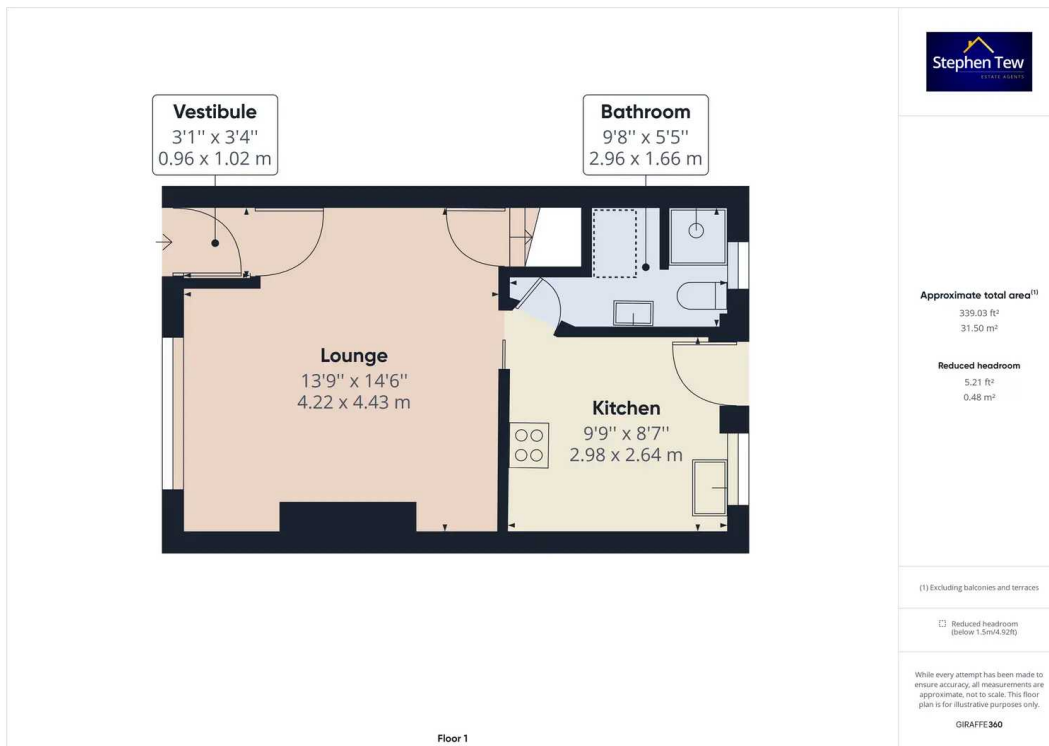 Vestibule
3'1'' x 3'4''
0.96 x 1.02 m
Bathroom
9'8'' x 5'5''
2.96 x 1.66 m
Lounge
13'9'' x 14'6''
4.22 x 4.43 m
Kitchen
9'9'' x 8'7''
2.98 x 2.64 m
Floor 1
Stephen Tew
ESTATE AGENTS
Approximate total area(1)
339.03 ft²
31.50 m²
Reduced headroom
5.21 ft²
0.48 m²
(1) Excluding balconies and terraces
Reduced headroom
(below 1.5m/4.92ft)
While every attempt has been made to
ensure accuracy, all measurements are
approximate, not to scale. This floor
plan is for illustrative purposes only.
GIRAFFE360